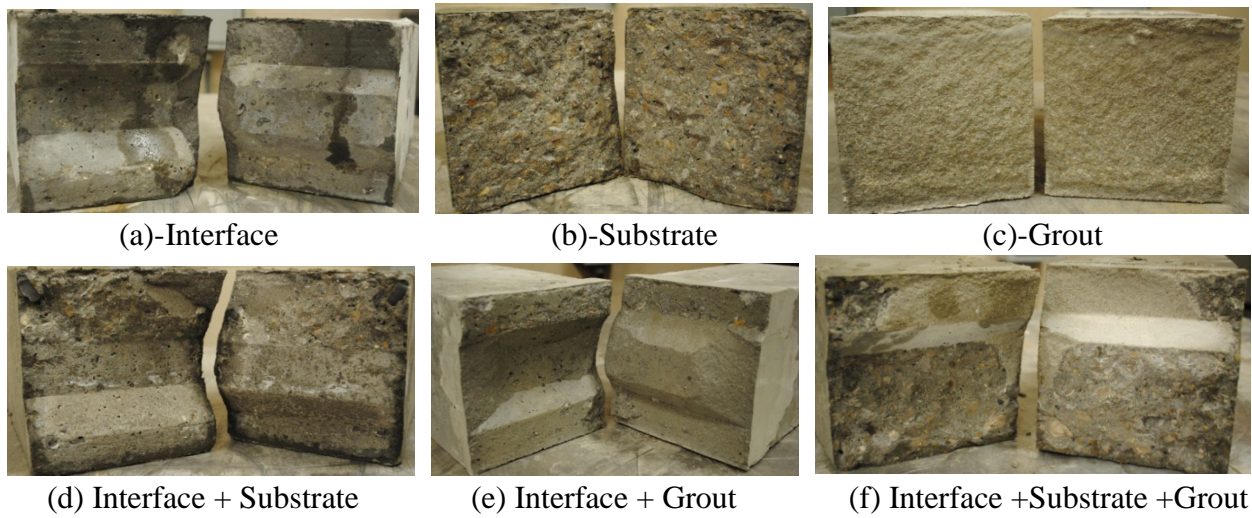 (a)-Interface
(b)-Substrate
(c)-Grout
(d) Interface + Substrate
(e) Interface + Grout
(f) Interface +Substrate +Grout